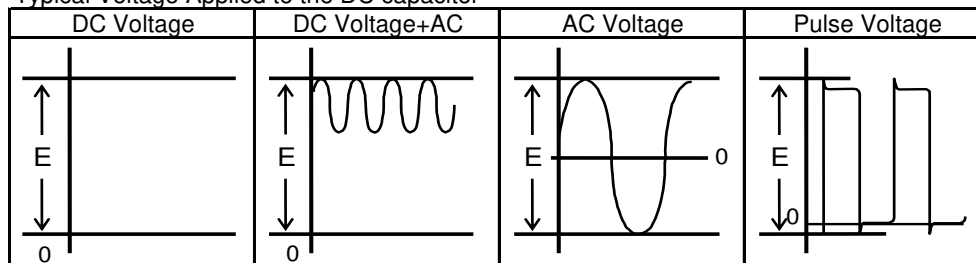 Typical Voltage Applied to the DC capacitor
DC Voltage DC Voltage+AC AC Voltage Pulse Voltage
E E E 0 E
0
0 0